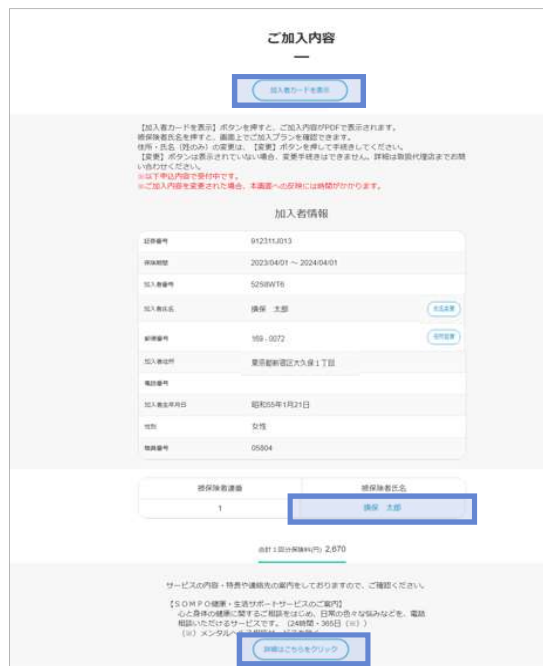 ご加入内容
加入者カードを表示
【加入者カードを表示】ボタンを押すと、ご加入内容がPDFで表示されます。
被保険者氏名を押すと、画面上でご加入プランを確認できます。
住所・氏名（姓のみ）の変更は、【変更】ボタンを押して手続きしてください。
【変更】ボタンは表示されていない場合、変更手続きはできません。詳細は取扱代理店までお問
い合わせください。
※以下申込内容で受付中です。
※ご加入内容を変更された場合、本画面への反映には時間がかかります。
加入者情報
証券番号 912311J013
保険期間 2023/04/01 ～ 2024/04/01
加入者番号 5258WT6
加入者氏名 損保 太郎 氏名変更
郵便番号 169 - 0072 住所変更
加入者住所 東京都新宿区大久保１丁目
電話番号
加入者生年月日 昭和55年1月21日
性別 女性
職員番号 05804
被保険者連番 被保険者氏名
1 損保 太郎
合計１回分保険料(円) 2,670
サービスの内容・特長や連絡先の案内をしておりますので、ご確認ください。
【ＳＯＭＰＯ健康・生活サポートサービスのご案内】
心と身体の健康に関するご相談をはじめ、日常の色々な悩みなどを、電話
相談いただけるサービスです。（24時間・365日（※））
（※）メンタルヘルス相談
詳細はこちらをクリック